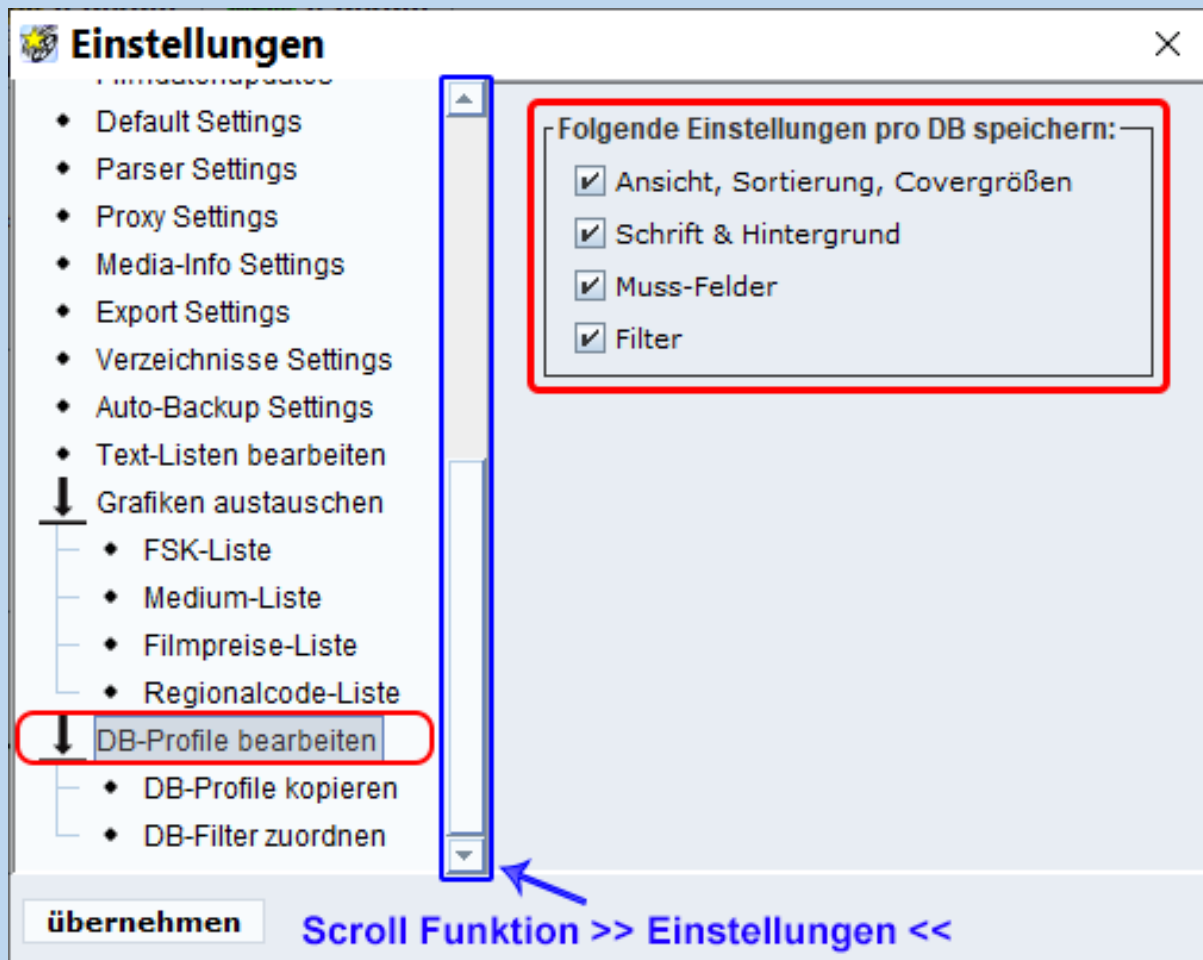 Einstellungen
Default Settings
Parser Settings
Proxy Settings
Media-Info Settings
Export Settings
Verzeichnisse Settings
Auto-Backup Settings
Text-Listen bearbeiten
Grafiken austauschen
FSK-Liste
Medium-Liste
Filmpreise-Liste
Regionalcode-Liste
DB-Profile bearbeiten
DB-Profile kopieren
DB-Filter zuordnen
Folgende Einstellungen pro DB speichern:
Ansicht, Sortierung, Covergrößen
Schrift & Hintergrund
Muss-Felder
Filter
übernehmen
Scroll Funktion >> Einstellungen <<